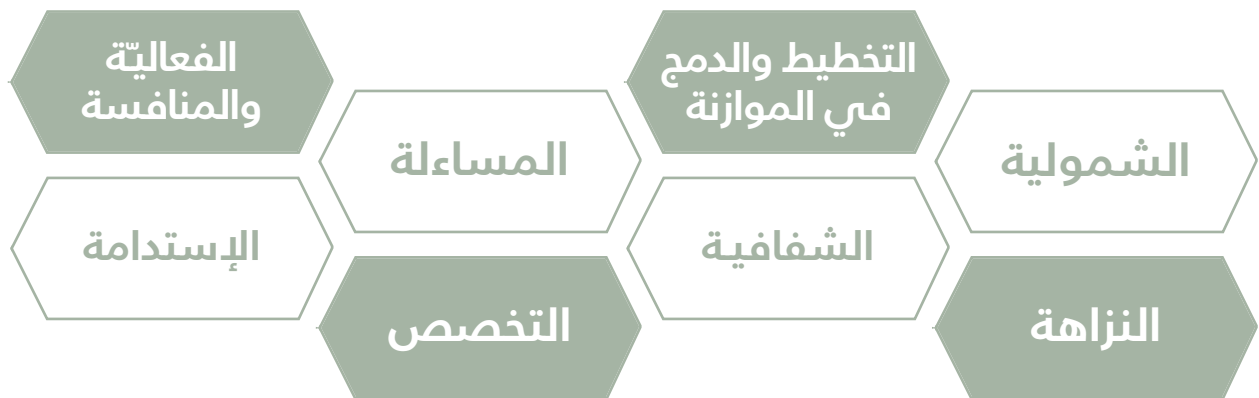 الشمولية
النزاهة
التخطيط والدمج
في الموازنة
الشفافية
المساءلة
التخصص
الفعاليّة
والمنافسة
الإستدامة